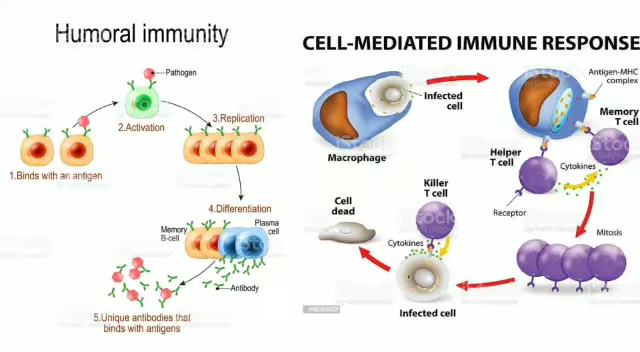 Humoral immunity
Pathogen
2.Activation
3.Replication
1.Binds with an antigen
4.Differentiation
Memory
B-cell
Plasma
cell
Antibody
5.Unique antibodies that
binds with antigens
CELL-MEDIATED IMMUNE RESPONSE
Antigen-MHC
complex
Infected
cell
Macrophage
Memory
T cell
Helper
T cell
Cytokines
Receptor
Killer
T cell
Cell
dead
Mitosis
Cytokines
Infected cell
iStock